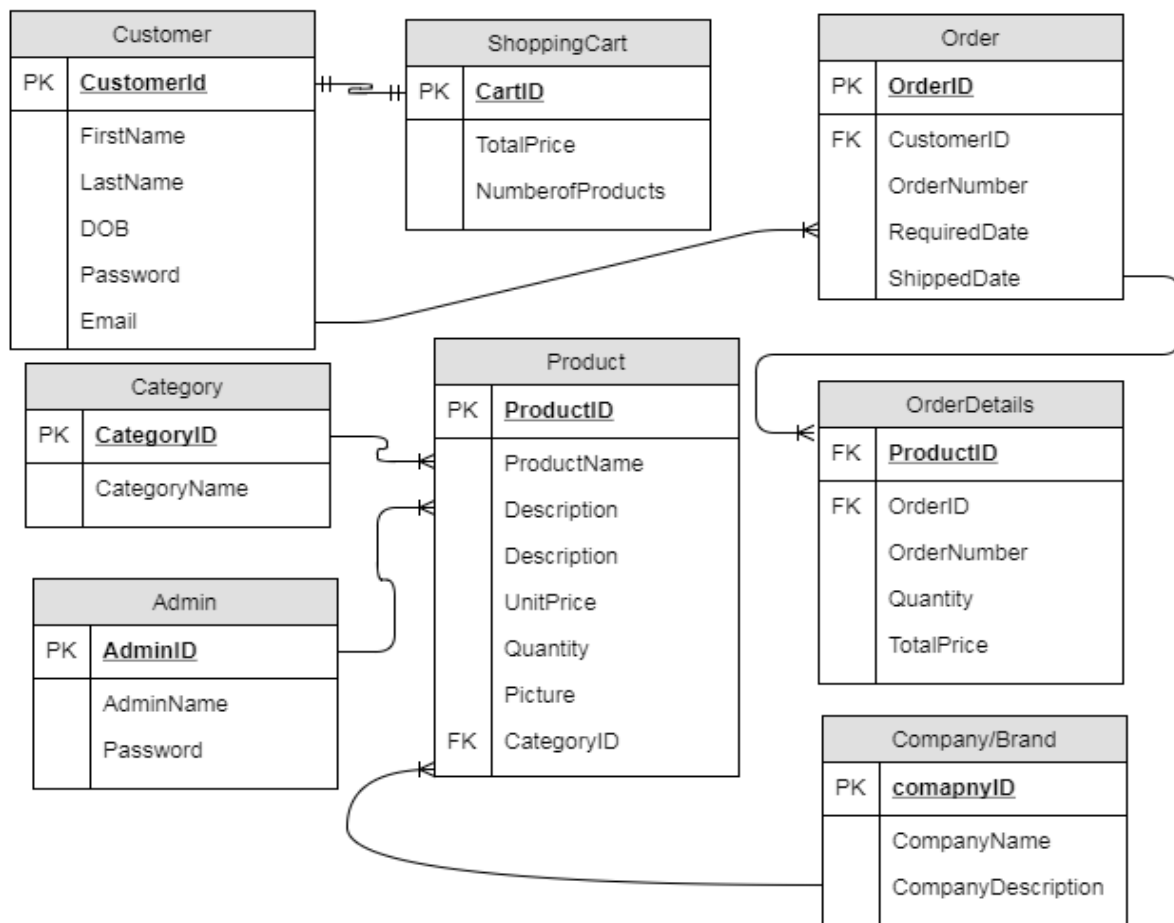 Customer
PK CustomerId
FirstName
LastName
DOB
Password
Email
ShoppingCart
PK CartID
TotalPrice
NumberofProducts
Order
PK OrderID
FK CustomerID
OrderNumber
RequiredDate
ShippedDate
Category
PK CategoryID
CategoryName
Product
PK ProductID
ProductName
Description
Description
UnitPrice
Quantity
Picture
FK CategoryID
OrderDetails
FK ProductID
FK OrderID
OrderNumber
Quantity
TotalPrice
Admin
PK AdminID
AdminName
Password
Company/Brand
PK comapnyID
CompanyName
CompanyDescription